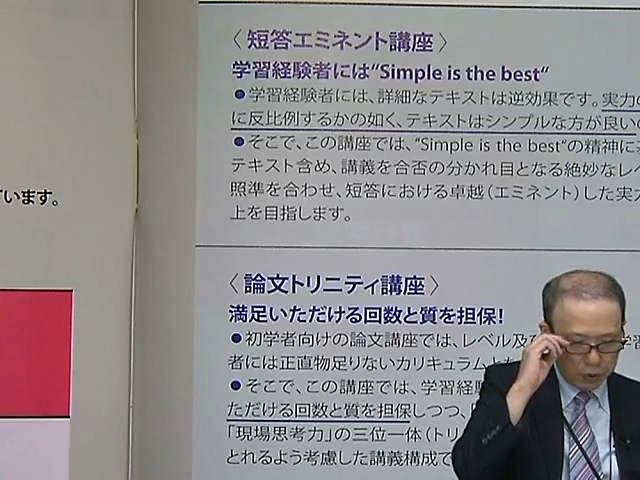 〈 短答エミネント講座 〉
学習経験者には“Simple is the best“
●学習経験者には、詳細なテキストは逆効果です。実力の
に反比例するかの如く、テキストはシンプルな方が良いの
●そこで、この講座では、“Simple is the best“の精神に
テキスト含め、講義を合否の分かれ目となる絶妙なレ
照準を合わせ、短答における卓越（エミネント）した実
上を目指します。
います。
〈 論文トリニティ講座 〉
満足いただける回数と質を担保!
●初学者向けの論文講座では、レベル及 学習
者には正直物足りないカリキュラムと
●そこで、この講座では、学習経
ただける回数と質を担保しつつ、
「現場思考力」の三位一体（トリ
とれるよう考慮した講義構成で